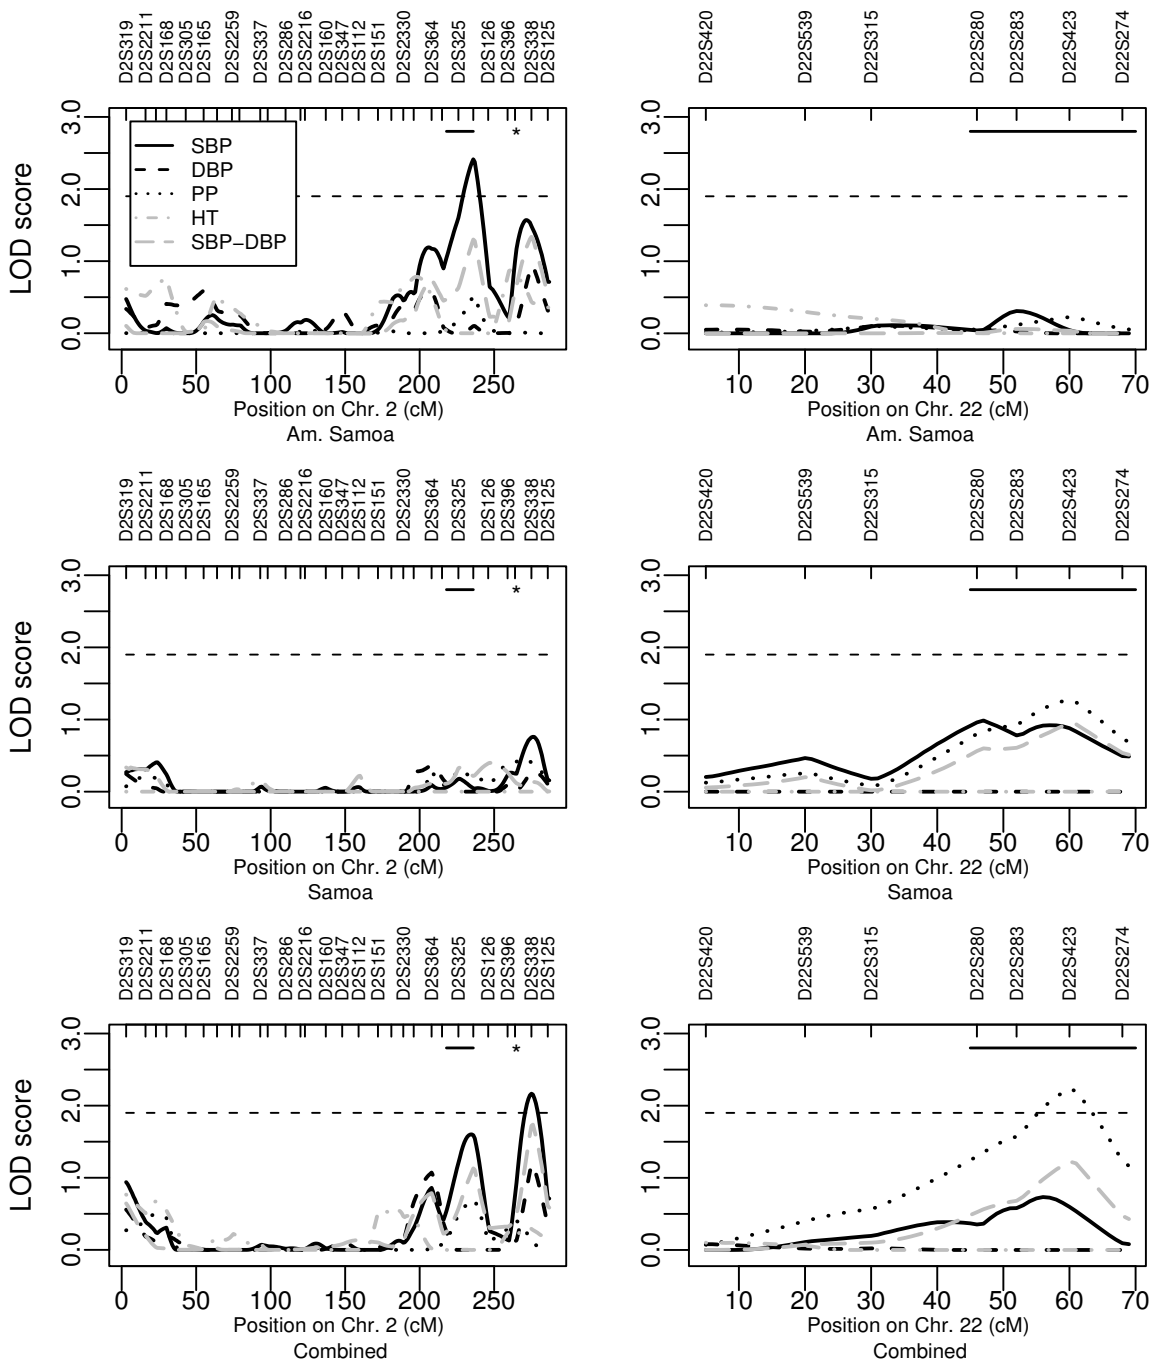 D2S319 D2S2211 D2S168 D2S305 D2S165 D2S2259 D2S337 D2S286 D2S2216 D2S160 D2S347 D2S112 D2S151 D2S2330 D2S364 D2S325 D2S126 D2S396 D2S338 D2S125
LOD score
3.0
2.0
1.0
0.0
*
SBP
DBP
PP
HT
SBP−DBP
0 50 100 150 200 250
Position on Chr. 2 (cM)
Am. Samoa
D22S420 D22S539 D22S315 D22S280 D22S283 D22S423 D22S274
3.0
2.0
1.0
0.0
10 20 30 40 50 60 70
Position on Chr. 22 (cM)
Am. Samoa
D2S319 D2S2211 D2S168 D2S305 D2S165 D2S2259 D2S337 D2S286 D2S2216 D2S160 D2S347 D2S112 D2S151 D2S2330 D2S364 D2S325 D2S126 D2S396 D2S338 D2S125
LOD score
3.0
2.0
1.0
0.0
*
0 50 100 150 200 250
Position on Chr. 2 (cM)
Samoa
D22S420 D22S539 D22S315 D22S280 D22S283 D22S423 D22S274
3.0
2.0
1.0
0.0
10 20 30 40 50 60 70
Position on Chr. 22 (cM)
Samoa
D2S319 D2S2211 D2S168 D2S305 D2S165 D2S2259 D2S337 D2S286 D2S2216 D2S160 D2S347 D2S112 D2S151 D2S2330 D2S364 D2S325 D2S126 D2S396 D2S338 D2S125
LOD score
3.0
2.0
1.0
0.0
*
0 50 100 150 200 250
Position on Chr. 2 (cM)
Combined
D22S420 D22S539 D22S315 D22S280 D22S283 D22S423 D22S274
3.0
2.0
1.0
0.0
10 20 30 40 50 60 70
Position on Chr. 22 (cM)
Combined